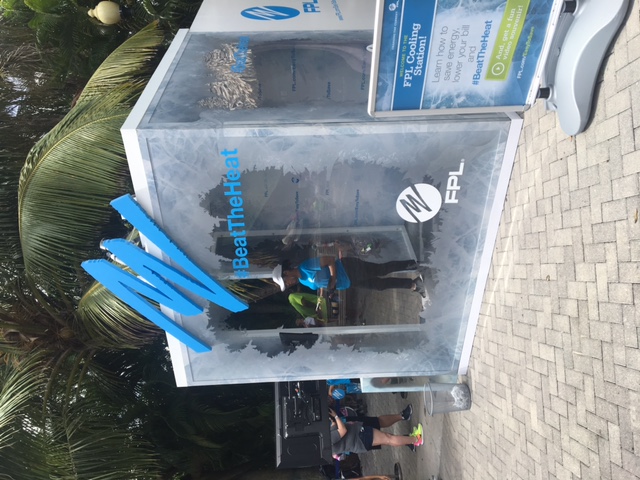 #BeatTheHeat
FPL
FPL
WELCOME TO THE
FPL Cooling
Station!
Learn how to
save energy,
lower your bill
and
#BeatTheHeat
And, get a fun
video souvenir!